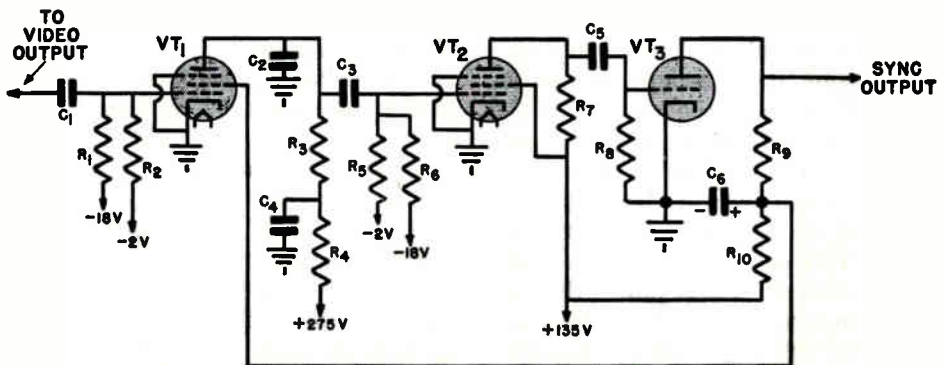 TO
VIDEO
OUTPUT
VT1
C2
C3
VT2
C5
VT3
SYNC
OUTPUT
C1
R1
R2
R3
R5
R6
R7
R8
R9
C6
- +
C4
R4
R10
-18V
-2V
-2V
-18V
+275V
+135V